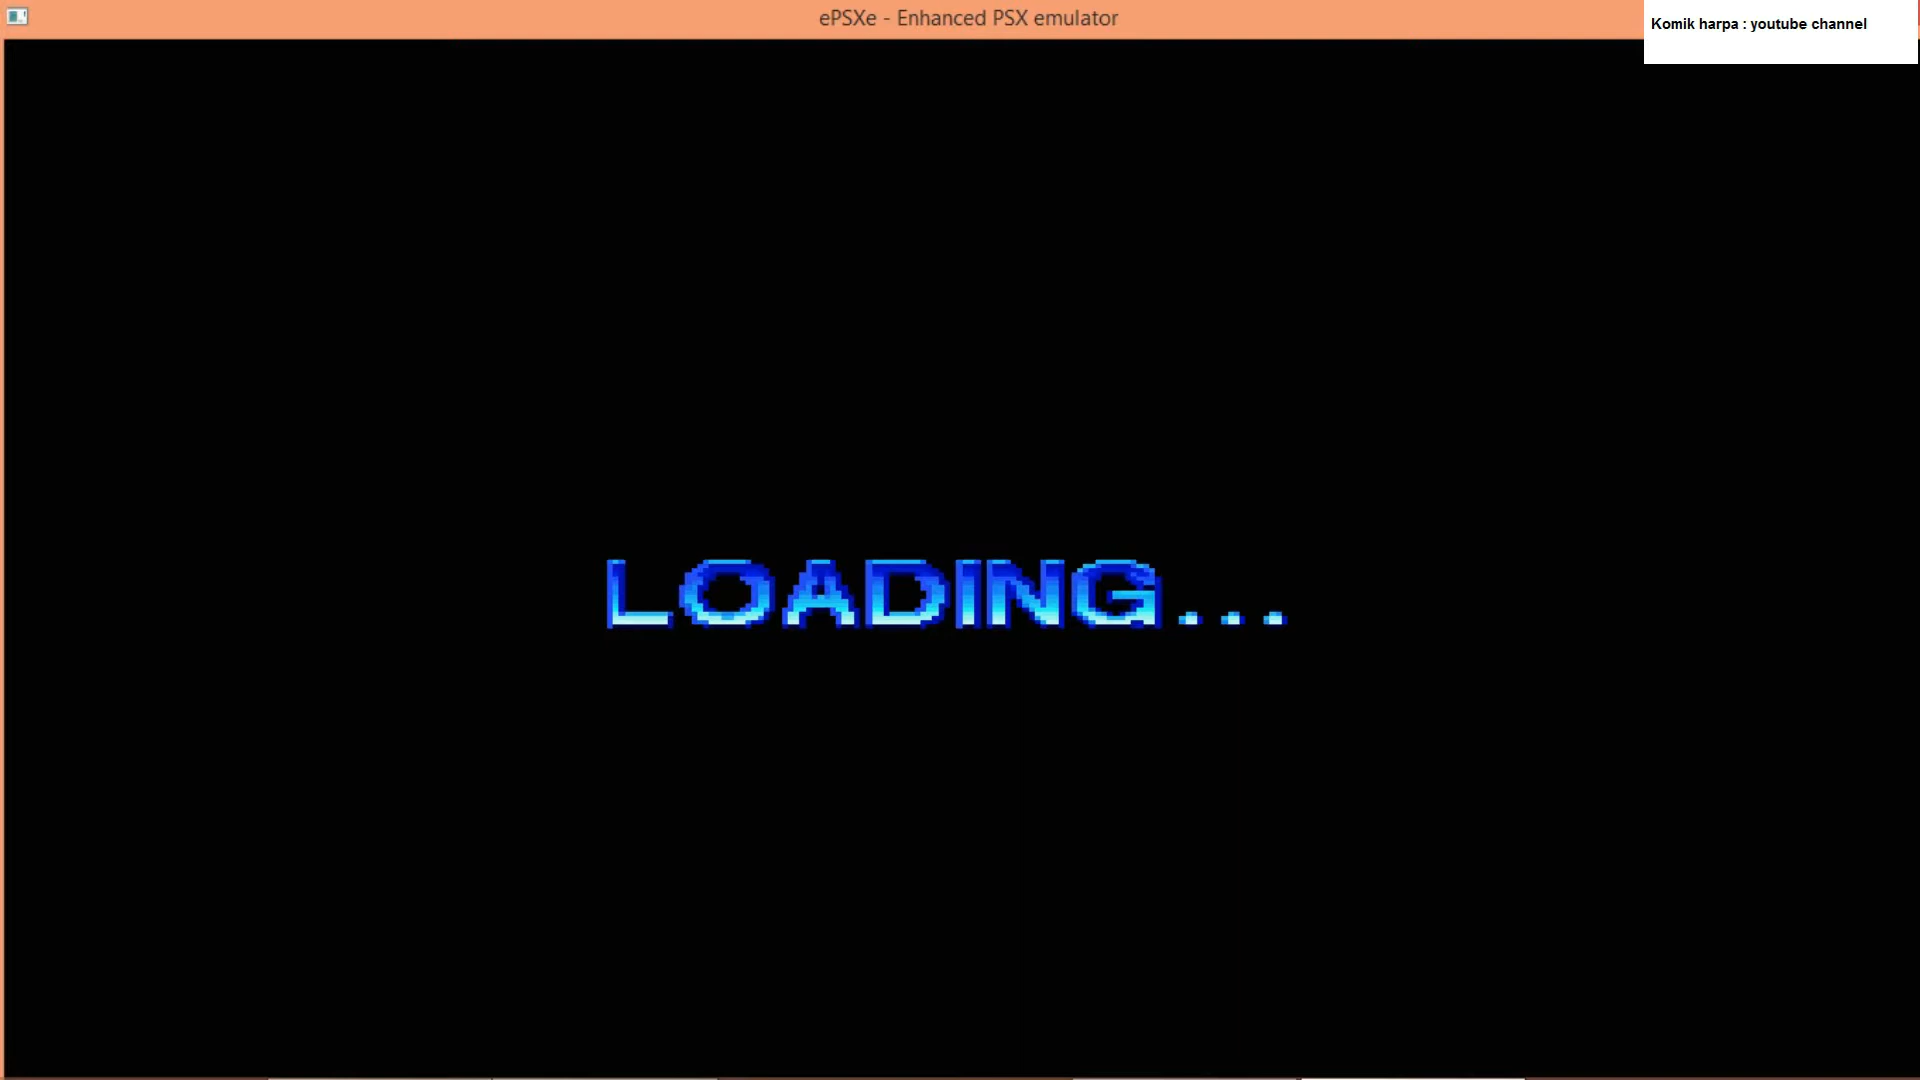 ePSXe - Enhanced PSX emulator
Komik harpa : youtube channel
LOADING...